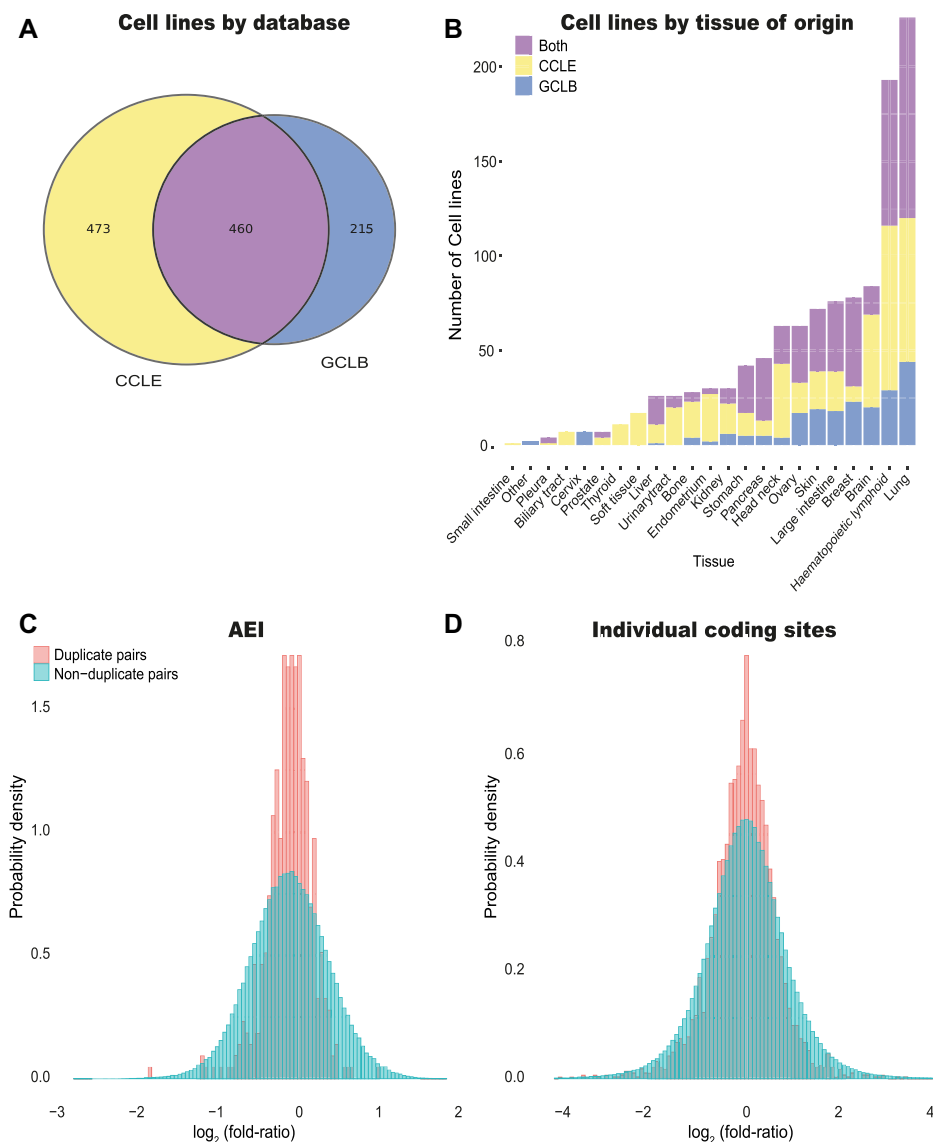 A
Cell lines by database
473
460
215
CCLE
GCLB
B
Cell lines by tissue of origin
Both
CCLE
GCLB
Number of Cell lines
200
150
100
50
0
Small intestine
Other
Pleura
Biliary tract
Cervix
Prostate
Thyroid
Soft tissue
Liver
Urinarytract
Bone
Endometrium
Kidney
Stomach
Pancreas
Head neck
Ovary
Skin
Large intestine
Breast
Brain
Haematopoietic lymphoid
Lung
Tissue
C
AEI
Duplicate pairs
Non−duplicate pairs
Probability density
1.5
1.0
0.5
0.0
−3
−2
−1
0
1
2
log2 (fold-ratio)
D
Individual coding sites
Probability density
0.8
0.6
0.4
0.2
0.0
−4
−2
0
2
4
log2 (fold-ratio)